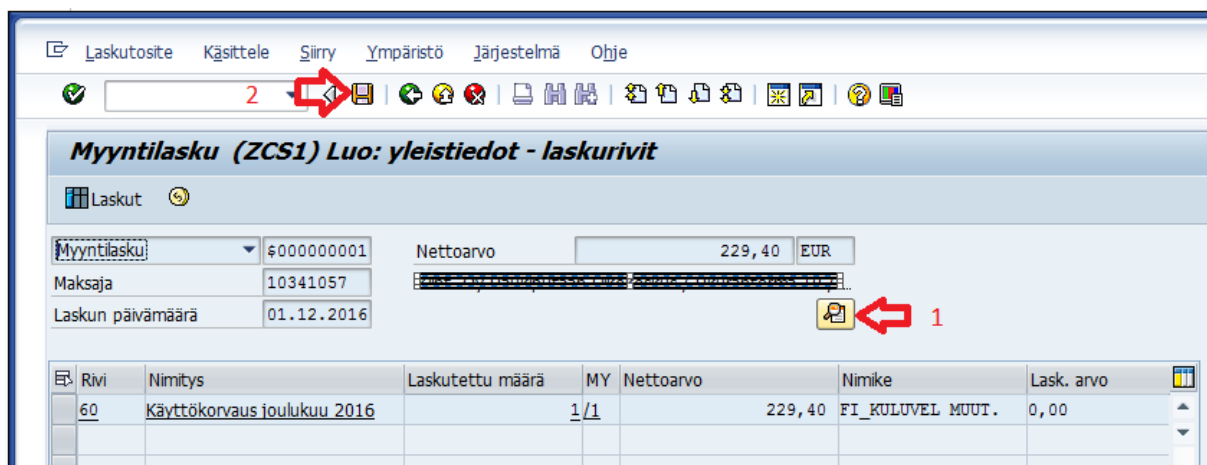 Laskutosite Käsittele Siirry Ympäristö Järjestelmä Ohje
2
Myyntilasku (ZCS1) Luo: yleistiedot - laskurivit
Laskut
Myyntilasku $000000001 Nettoarvo 229,40 EUR
Maksaja 10341057
Laskun päivämäärä 01.12.2016
1
Rivi Nimitys Laskutettu määrä MY Nettoarvo Nimike Lask. arvo
60 Käyttökorvaus joulukuu 2016 1 /1 229,40 FI_KULUVEL MUUT. 0,00